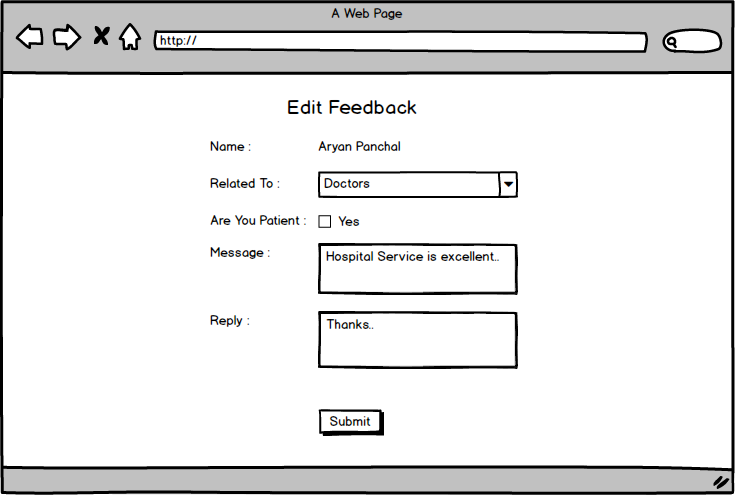 A Web Page
http://
Edit Feedback
Name : Aryan Panchal
Related To : Doctors
Are You Patient : Yes
Message : Hospital Service is excellent..
Reply : Thanks..
Submit